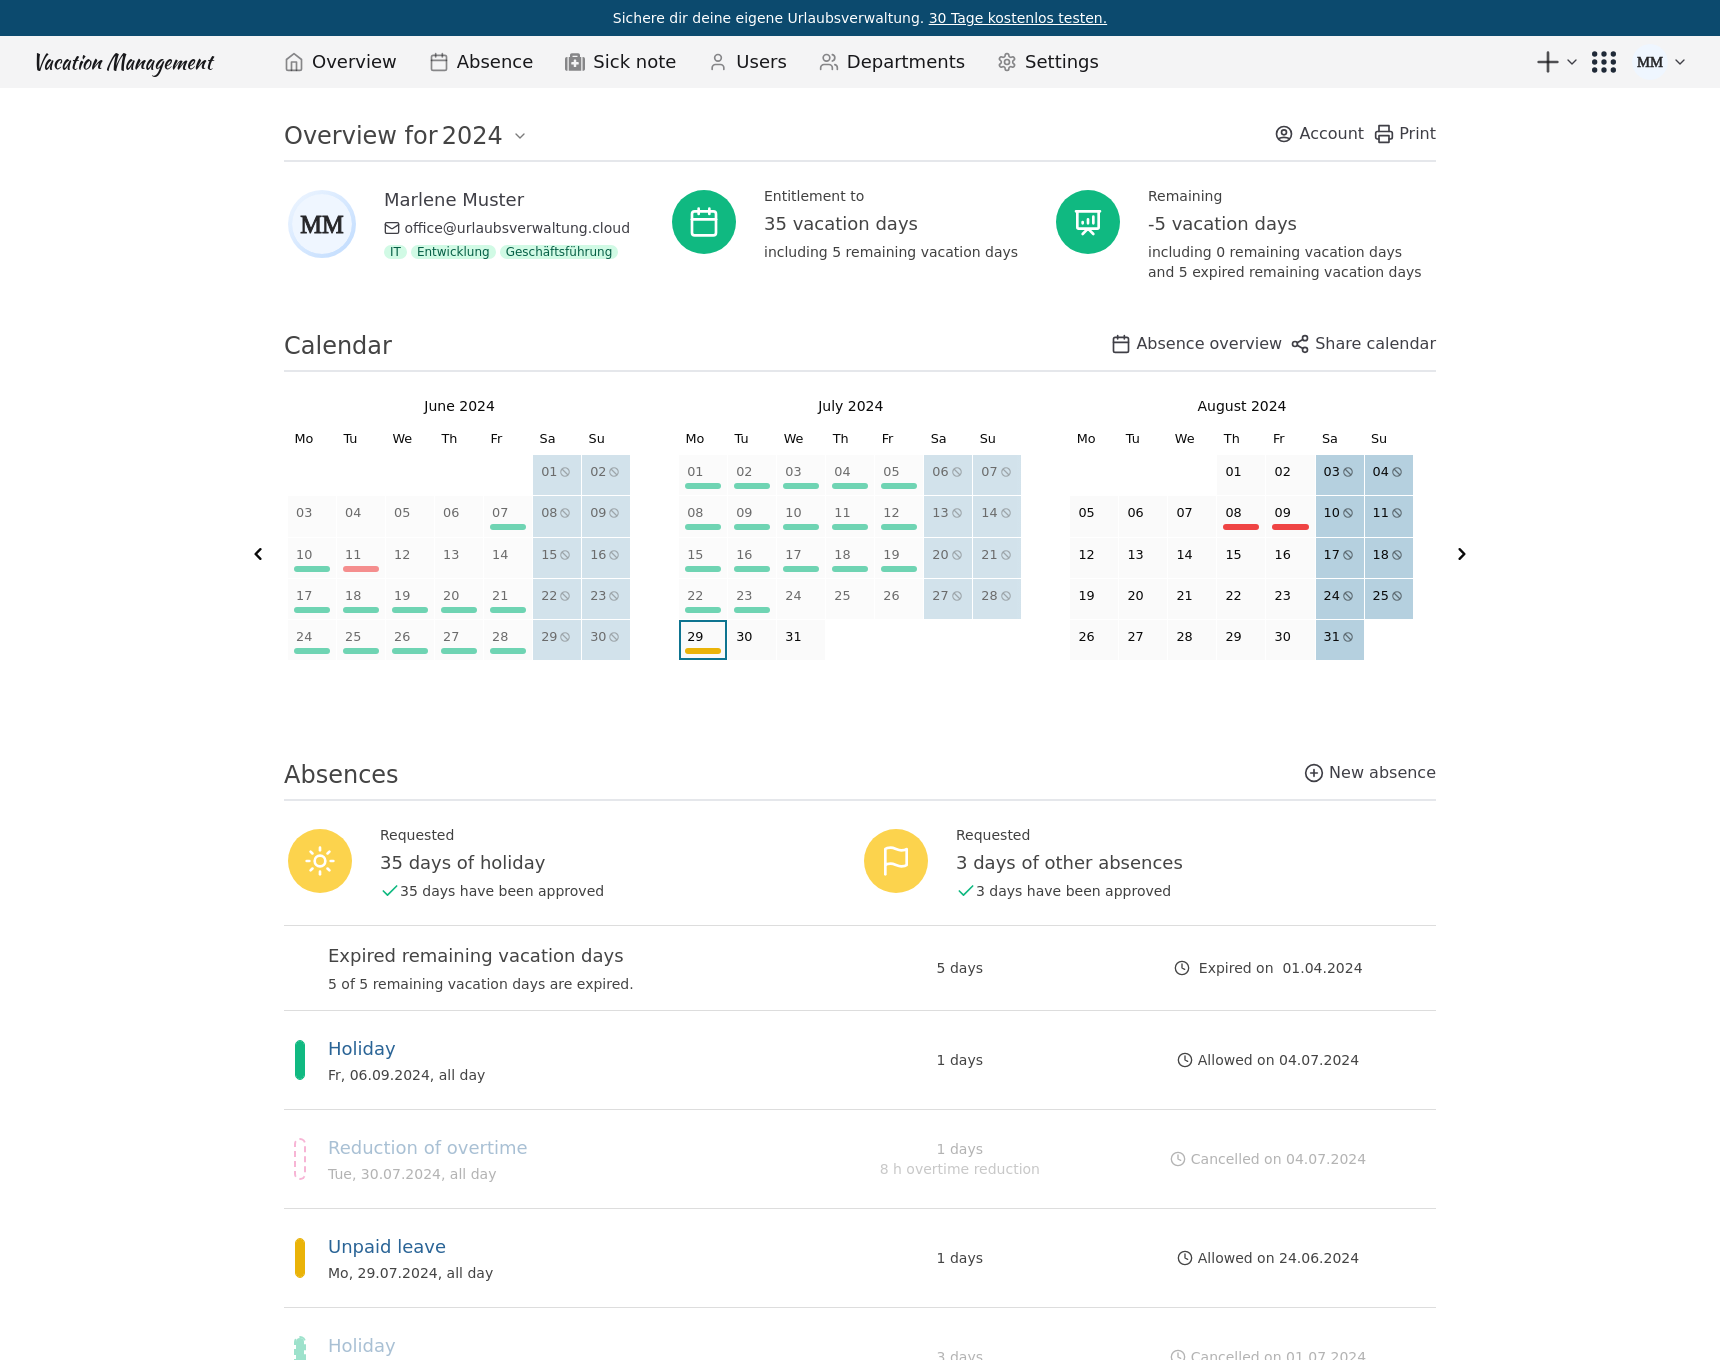 Sichere dir deine eigene Urlaubsverwaltung. 30 Tage kostenlos testen.
Vacation Management Overview Absence Sick note Users Departments Settings MM
Overview for 2024 Account Print
MM
Marlene Muster
office@urlaubsverwaltung.cloud
IT Entwicklung Geschäftsführung
Entitlement to
35 vacation days
including 5 remaining vacation days
Remaining
-5 vacation days
including 0 remaining vacation days
and 5 expired remaining vacation days
Calendar Absence overview Share calendar
June 2024
Mo Tu We Th Fr Sa Su
01 02
03 04 05 06 07 08 09
10 11 12 13 14 15 16
17 18 19 20 21 22 23
24 25 26 27 28 29 30
July 2024
Mo Tu We Th Fr Sa Su
01 02 03 04 05 06 07
08 09 10 11 12 13 14
15 16 17 18 19 20 21
22 23 24 25 26 27 28
29 30 31
August 2024
Mo Tu We Th Fr Sa Su
01 02 03 04
05 06 07 08 09 10 11
12 13 14 15 16 17 18
19 20 21 22 23 24 25
26 27 28 29 30 31
Absences New absence
Requested
35 days of holiday
35 days have been approved
Requested
3 days of other absences
3 days have been approved
Expired remaining vacation days
5 of 5 remaining vacation days are expired.
5 days
Expired on 01.04.2024
Holiday
Fr, 06.09.2024, all day
1 days
Allowed on 04.07.2024
Reduction of overtime
Tue, 30.07.2024, all day
1 days
8 h overtime reduction
Cancelled on 04.07.2024
Unpaid leave
Mo, 29.07.2024, all day
1 days
Allowed on 24.06.2024
Holiday
3 days
Cancelled on 01.07.2024